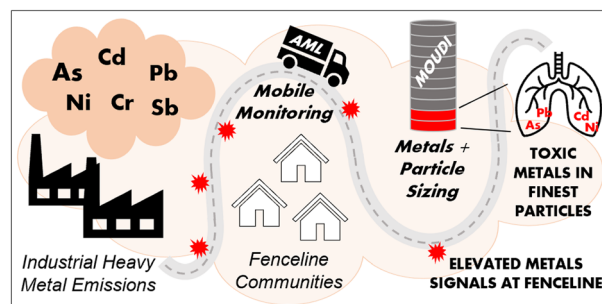 As Cd Pb
Ni Cr Sb
Industrial Heavy
Metal Emissions
AML
Mobile
Monitoring
Fenceline
Communities
MOUDI
Metals +
Particle
Sizing
Pb Cd
As Ni
TOXIC
METALS IN
FINEST
PARTICLES
ELEVATED METALS
SIGNALS AT FENCELINE